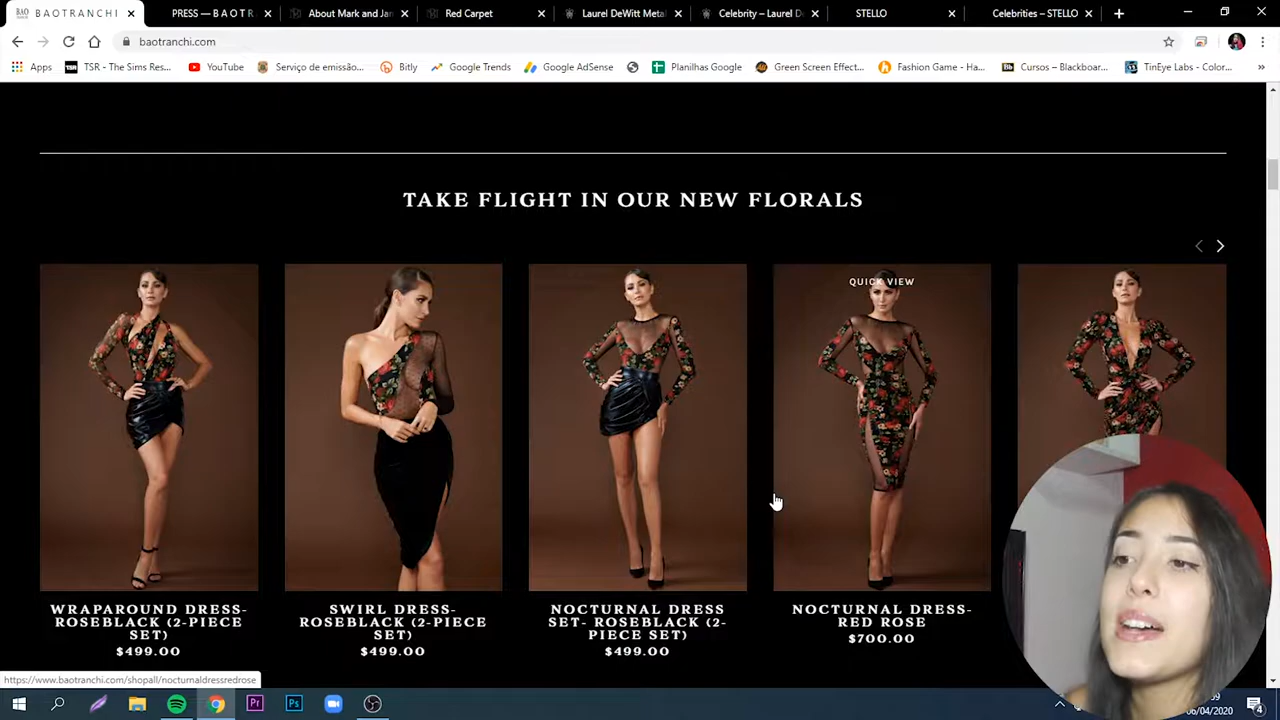 BAOTRANCHI
PRESS — B A O T R
About Mark and Jan
Red Carpet
Laurel DeWitt Meta
Celebrity – Laurel D
STELLO
Celebrities – STELLO
baotranchi.com
Apps
TSR - The Sims Res...
YouTube
Serviço de emissão...
Bitly
Google Trends
Google AdSense
Planilhas Google
Green Screen Effect...
Fashion Game - Ha...
Cursos – Blackboar...
TinEye Labs - Color...
TAKE FLIGHT IN OUR NEW FLORALS
QUICK VIEW
WRAPAROUND DRESS-
ROSEBLACK (2-PIECE
SET)
$499.00
SWIRL DRESS-
ROSEBLACK (2-PIECE
SET)
$499.00
NOCTURNAL DRESS
SET- ROSEBLACK (2-
PIECE SET)
$499.00
NOCTURNAL DRESS-
RED ROSE
$700.00
https://www.baotranchi.com/shopall/nocturnaldressredrose
06/04/2020